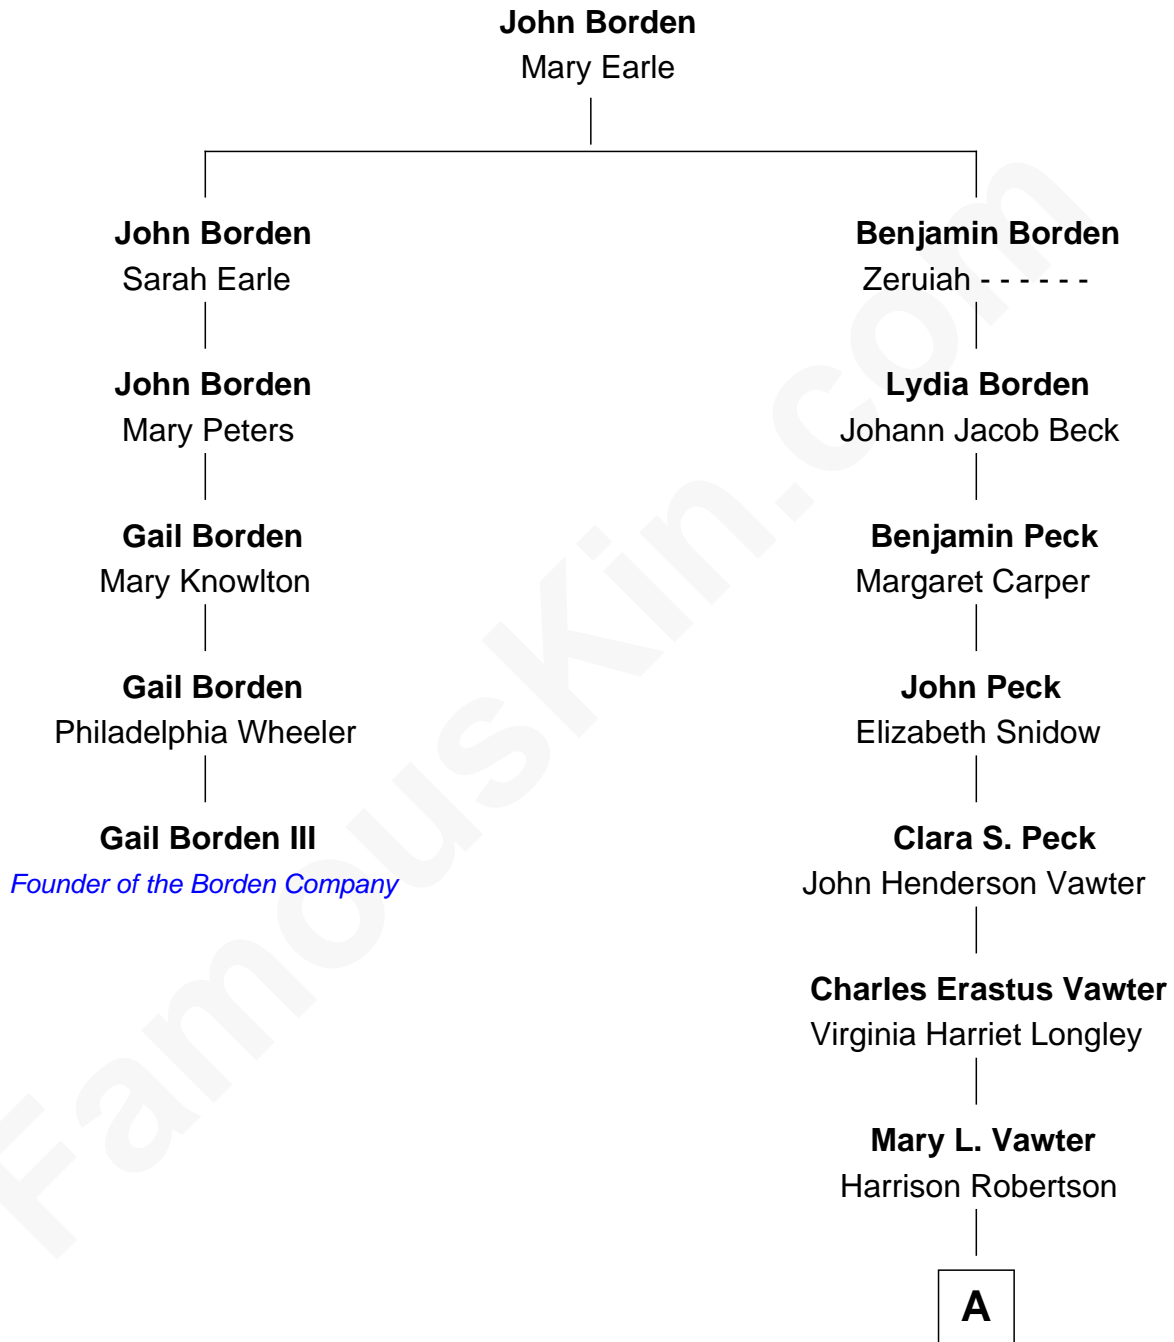 John Borden
Mary Earle
John Borden
Sarah Earle
John Borden
Mary Peters
Gail Borden
Mary Knowlton
Gail Borden
Philadelphia Wheeler
Gail Borden III
Founder of the Borden Company
Benjamin Borden
Zeruiah - - - - - -
Lydia Borden
Johann Jacob Beck
Benjamin Peck
Margaret Carper
John Peck
Elizabeth Snidow
Clara S. Peck
John Henderson Vawter
Charles Erastus Vawter
Virginia Harriet Longley
Mary L. Vawter
Harrison Robertson
A
FamousKin.com